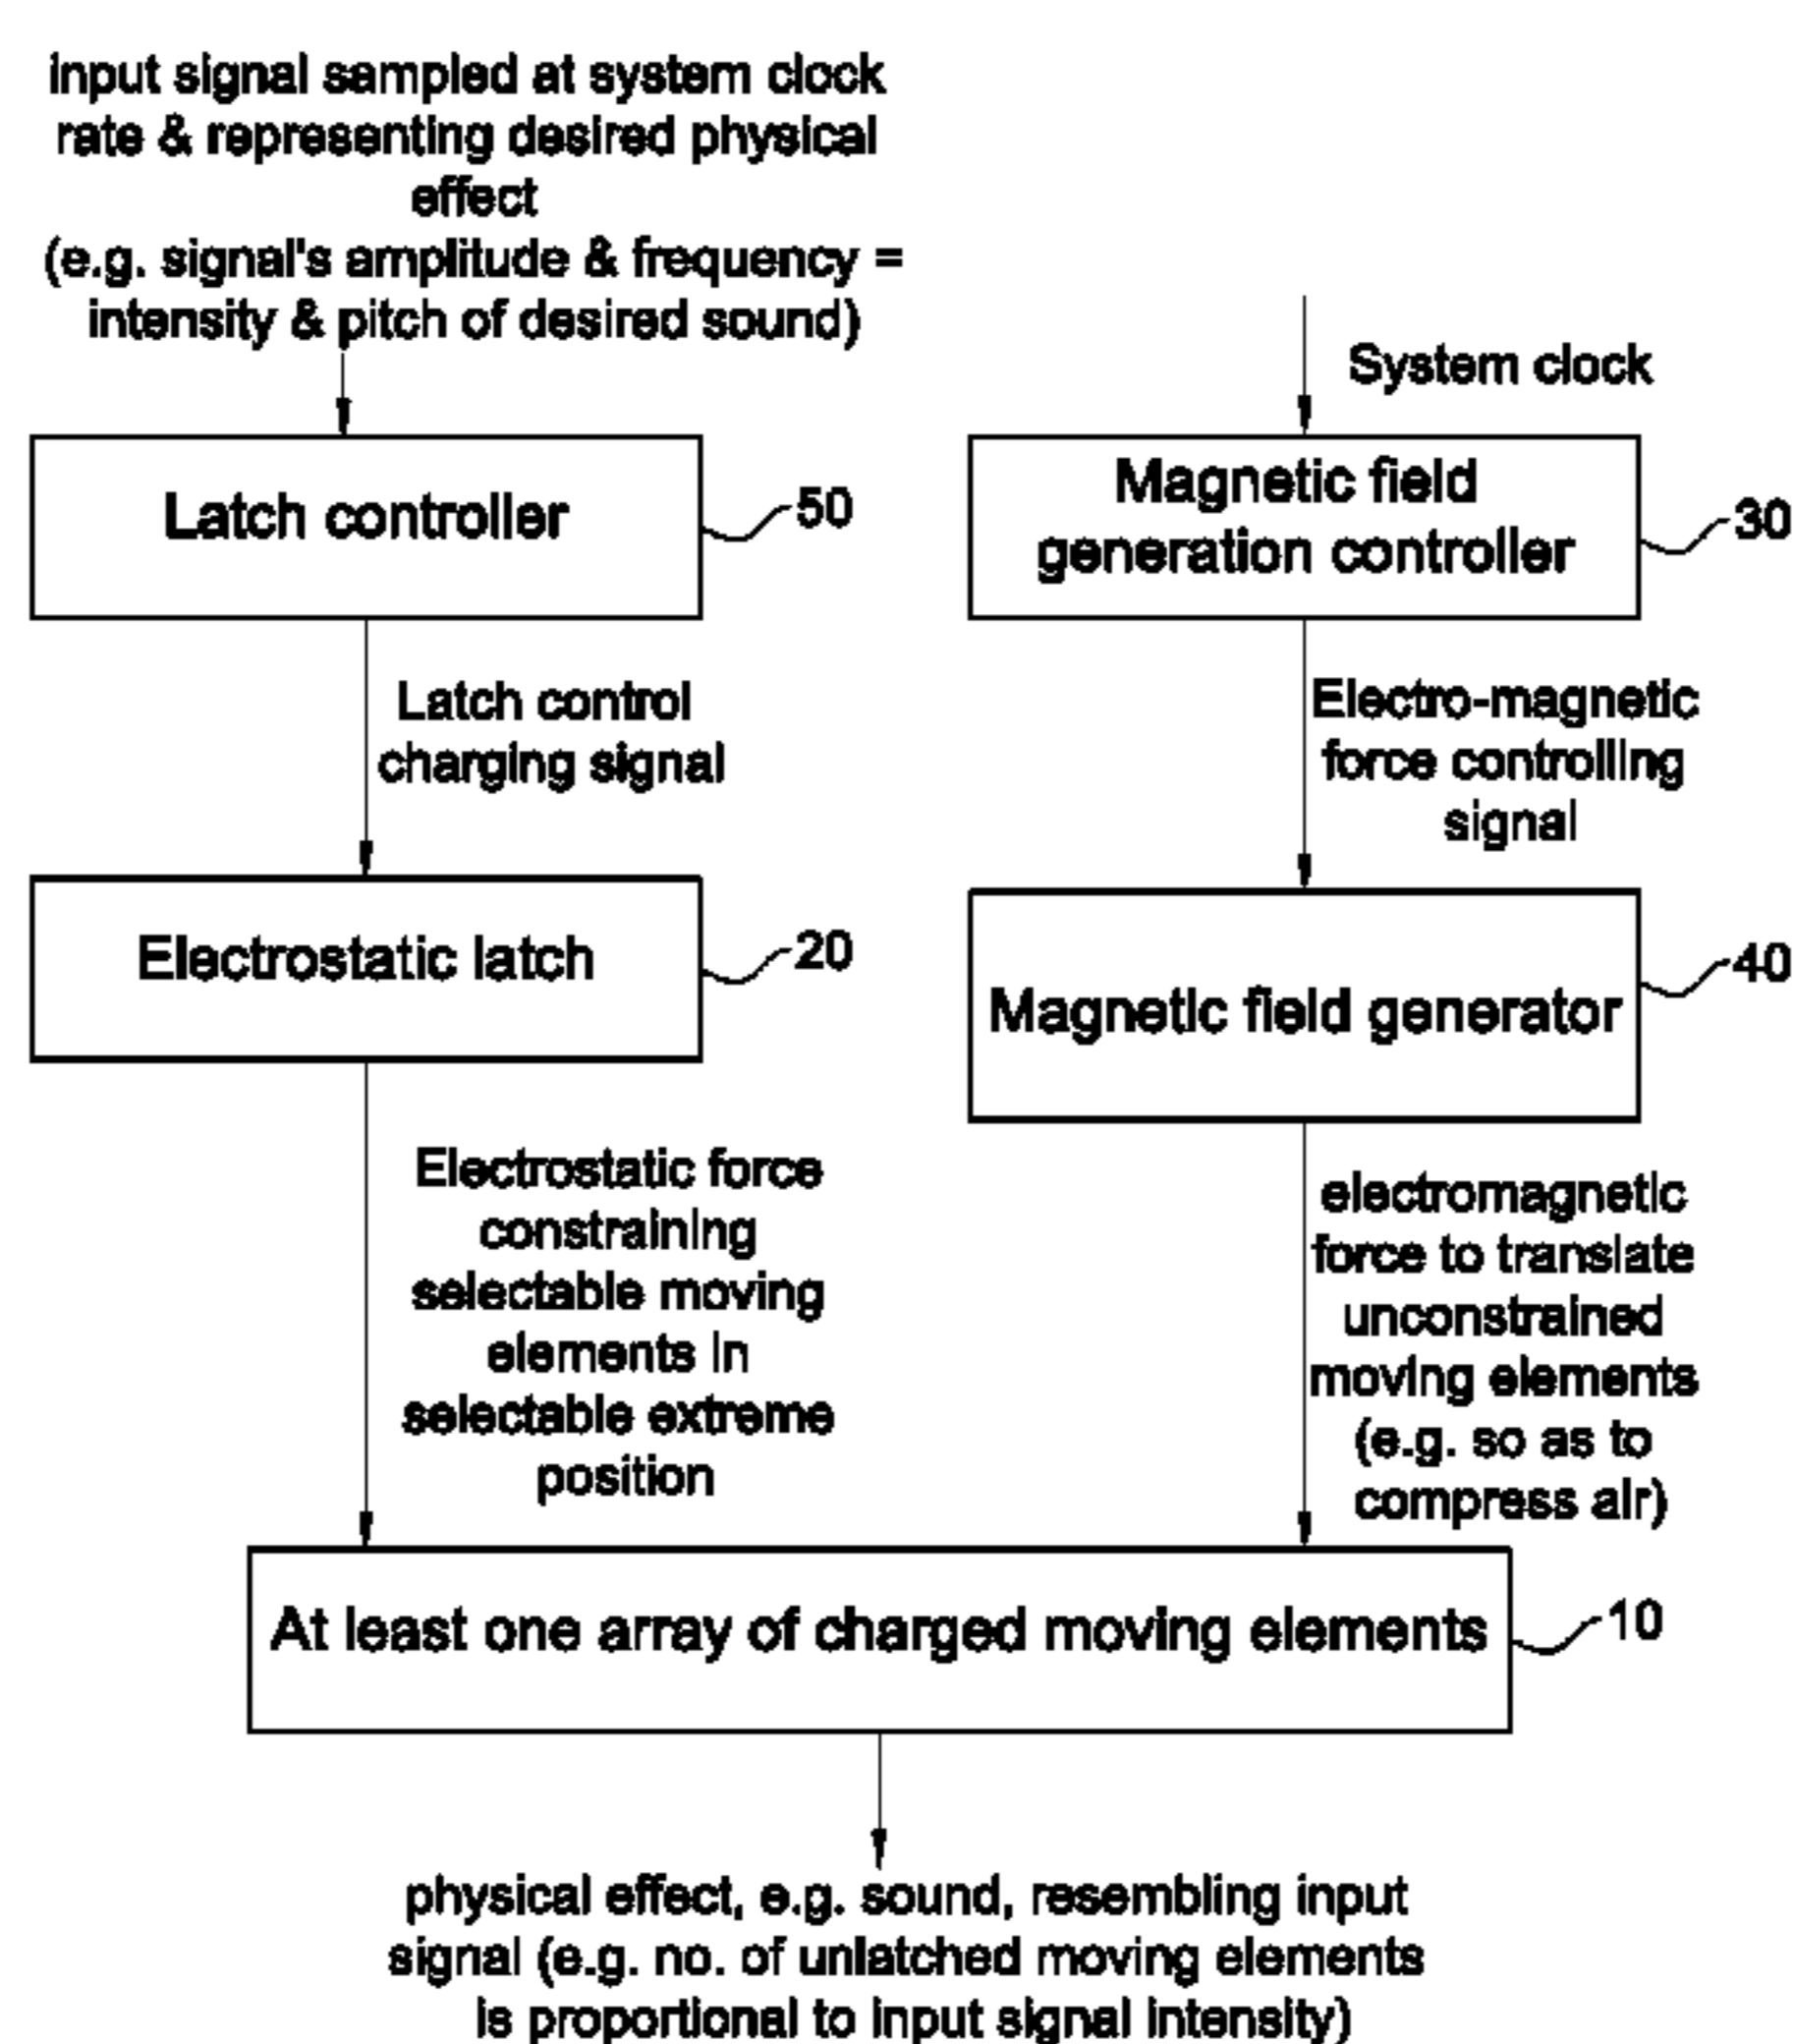 input signal sampled at system clock
rate & representing desired physical
effect
(e.g. signal's amplitude & frequency =
intensity & pitch of desired sound)
System clock
Latch controller
50
Magnetic field
generation controller
30
Latch control
charging signal
Electro-magnetic
force controlling
signal
Electrostatic latch
20
Magnetic field generator
40
Electrostatic force
constraining
selectable moving
elements in
selectable extreme
position
electromagnetic
force to translate
unconstrained
moving elements
(e.g. so as to
compress air)
At least one array of charged moving elements
10
physical effect, e.g. sound, resembling input
signal (e.g. no. of unlatched moving elements
is proportional to input signal intensity)